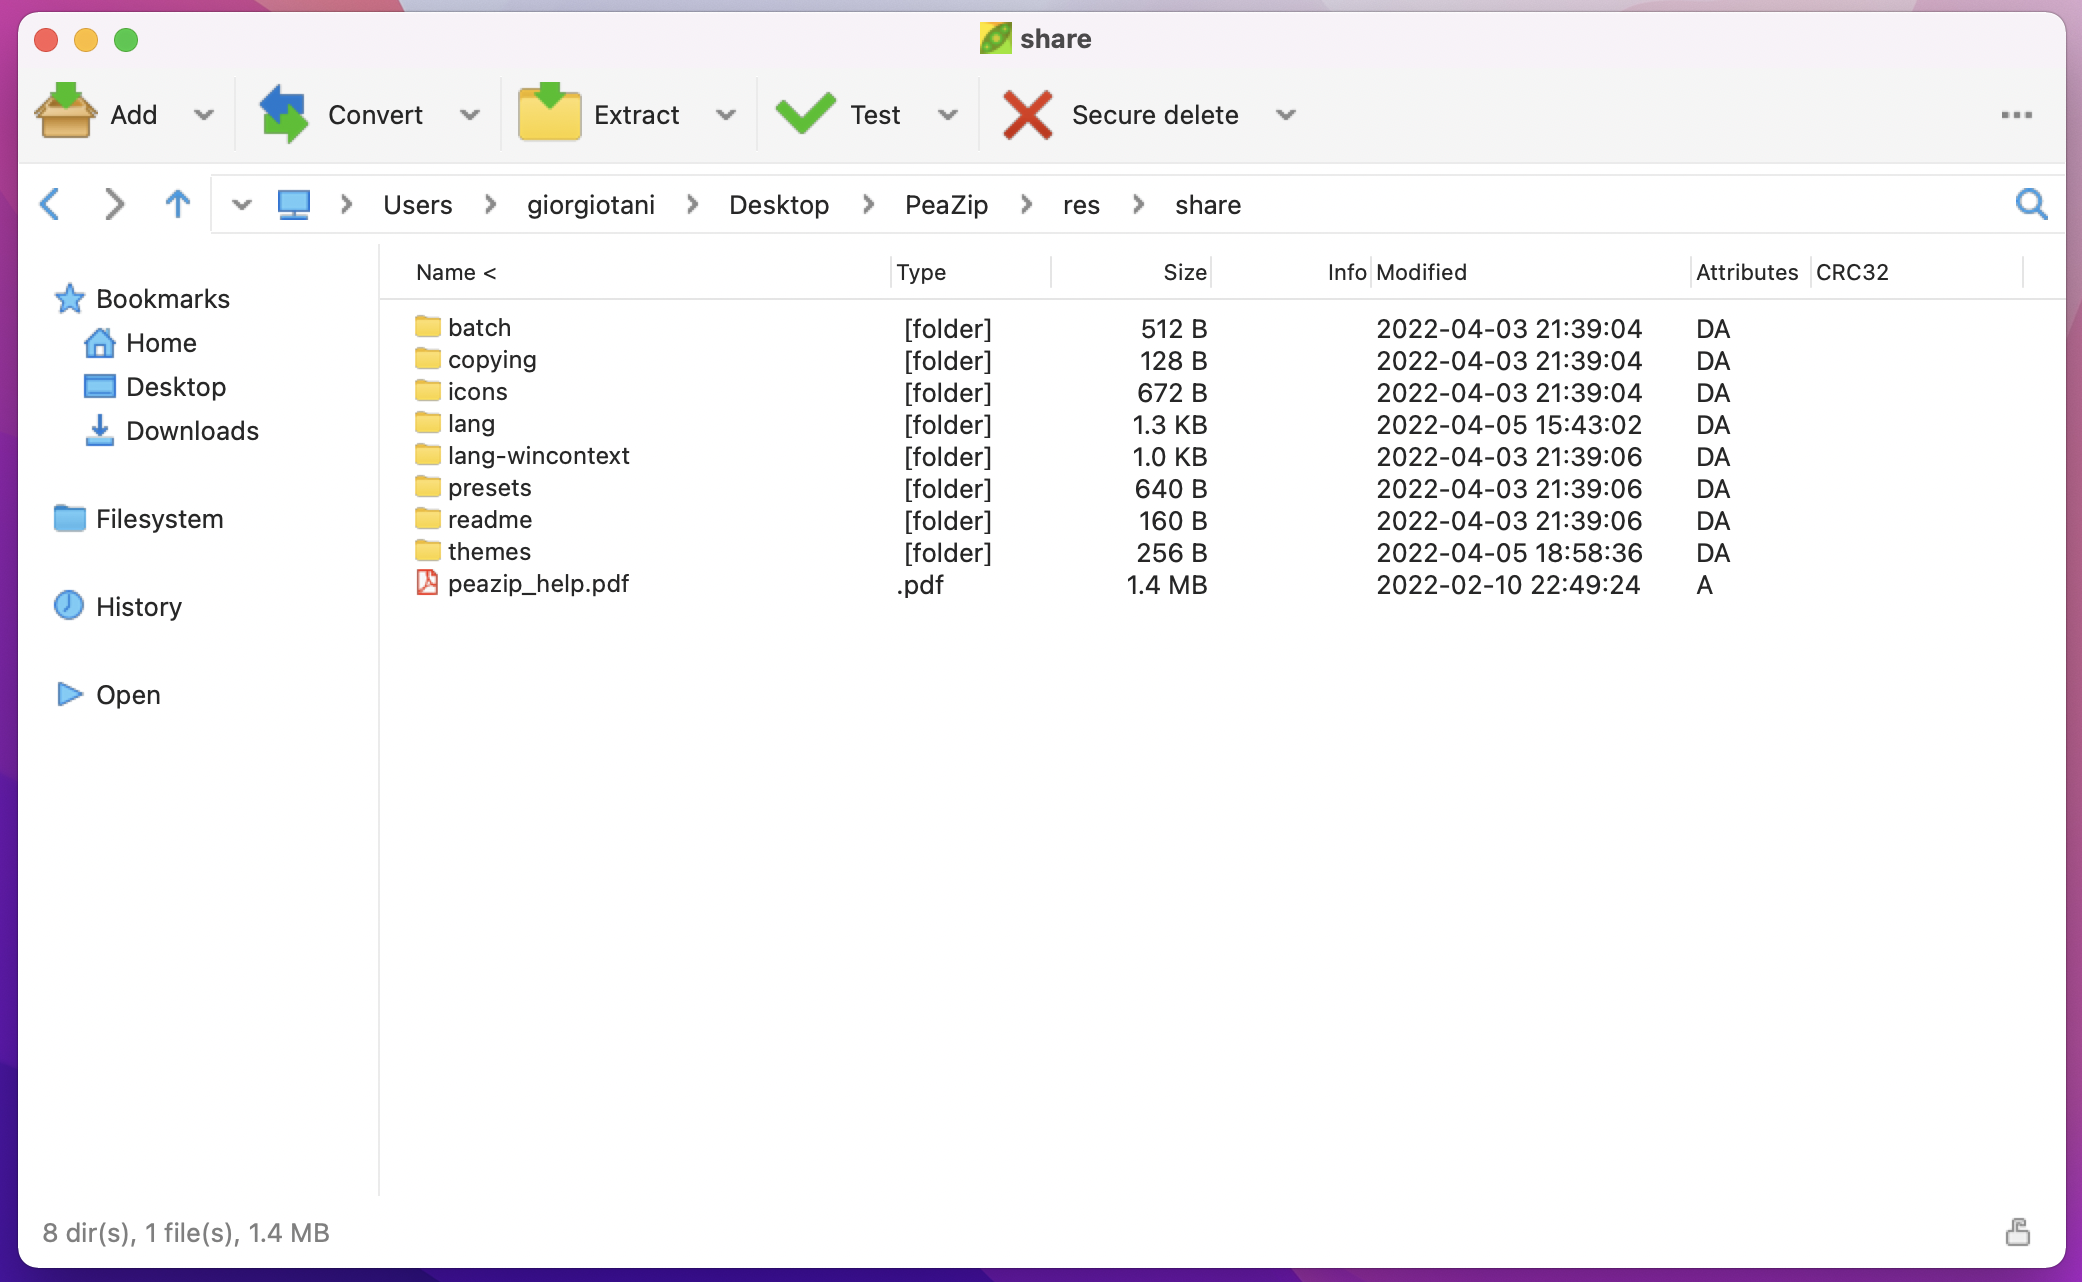 share
Add Convert Extract Test Secure delete ...
Users > giorgiotani > Desktop > PeaZip > res > share
Bookmarks
Home
Desktop
Downloads
Filesystem
History
Open
Name < Type Size Info Modified Attributes CRC32
batch [folder] 512 B 2022-04-03 21:39:04 DA
copying [folder] 128 B 2022-04-03 21:39:04 DA
icons [folder] 672 B 2022-04-03 21:39:04 DA
lang [folder] 1.3 KB 2022-04-05 15:43:02 DA
lang-wincontext [folder] 1.0 KB 2022-04-03 21:39:06 DA
presets [folder] 640 B 2022-04-03 21:39:06 DA
readme [folder] 160 B 2022-04-03 21:39:06 DA
themes [folder] 256 B 2022-04-05 18:58:36 DA
peazip_help.pdf .pdf 1.4 MB 2022-02-10 22:49:24 A
8 dir(s), 1 file(s), 1.4 MB